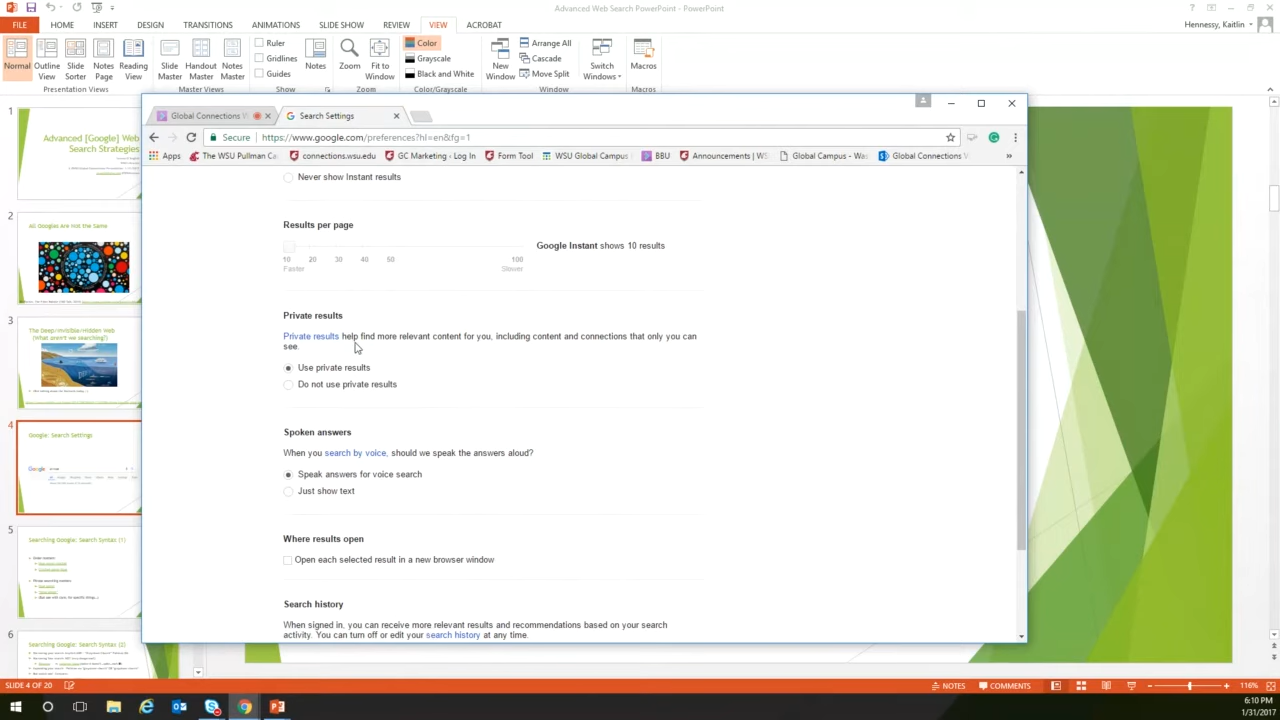 Advanced Web Search PowerPoint - PowerPoint
FILE HOME INSERT DESIGN TRANSITIONS ANIMATIONS SLIDE SHOW REVIEW VIEW ACROBAT
Hennessy, Kaitlin
Normal Outline View Slide Sorter Notes Page Reading View
Slide Master Handout Master Notes Master
Ruler
Gridlines
Guides
Notes
Zoom Fit to Window
Color
Grayscale
Black and White
New Window
Arrange All
Cascade
Move Split
Switch Windows
Macros
Presentation Views Master Views Show Zoom Color/Grayscale Window Macros
Global Connections W
Search Settings
Secure https://www.google.com/preferences?hl=en&fg=1
Apps The WSU Pullman Cam connections.wsu.edu GC Marketing - Log In Form Tool WSU Global Campus BBU Announcements | WS Global Campus - Wa Global Connections W »
Never show Instant results
Results per page
Google Instant shows 10 results
10 20 30 40 50 100
Faster Slower
Private results
Private results help find more relevant content for you, including content and connections that only you can
see.
Use private results
Do not use private results
Spoken answers
When you search by voice, should we speak the answers aloud?
Speak answers for voice search
Just show text
Where results open
Open each selected result in a new browser window
Search history
When signed in, you can receive more relevant results and recommendations based on your search
activity. You can turn off or edit your search history at any time.
1
Advanced [Google] Web
Search Strategies
2
All Googles Are Not the Same
3
The Deep/Invisible/Hidden Web
(What aren't we searching?)
4
Google: Search Settings
Google
5
Searching Google: Search Syntax (1)
6
Searching Google: Search Syntax (2)
SLIDE 4 OF 20
NOTES COMMENTS
116%
6:10 PM
1/31/2017